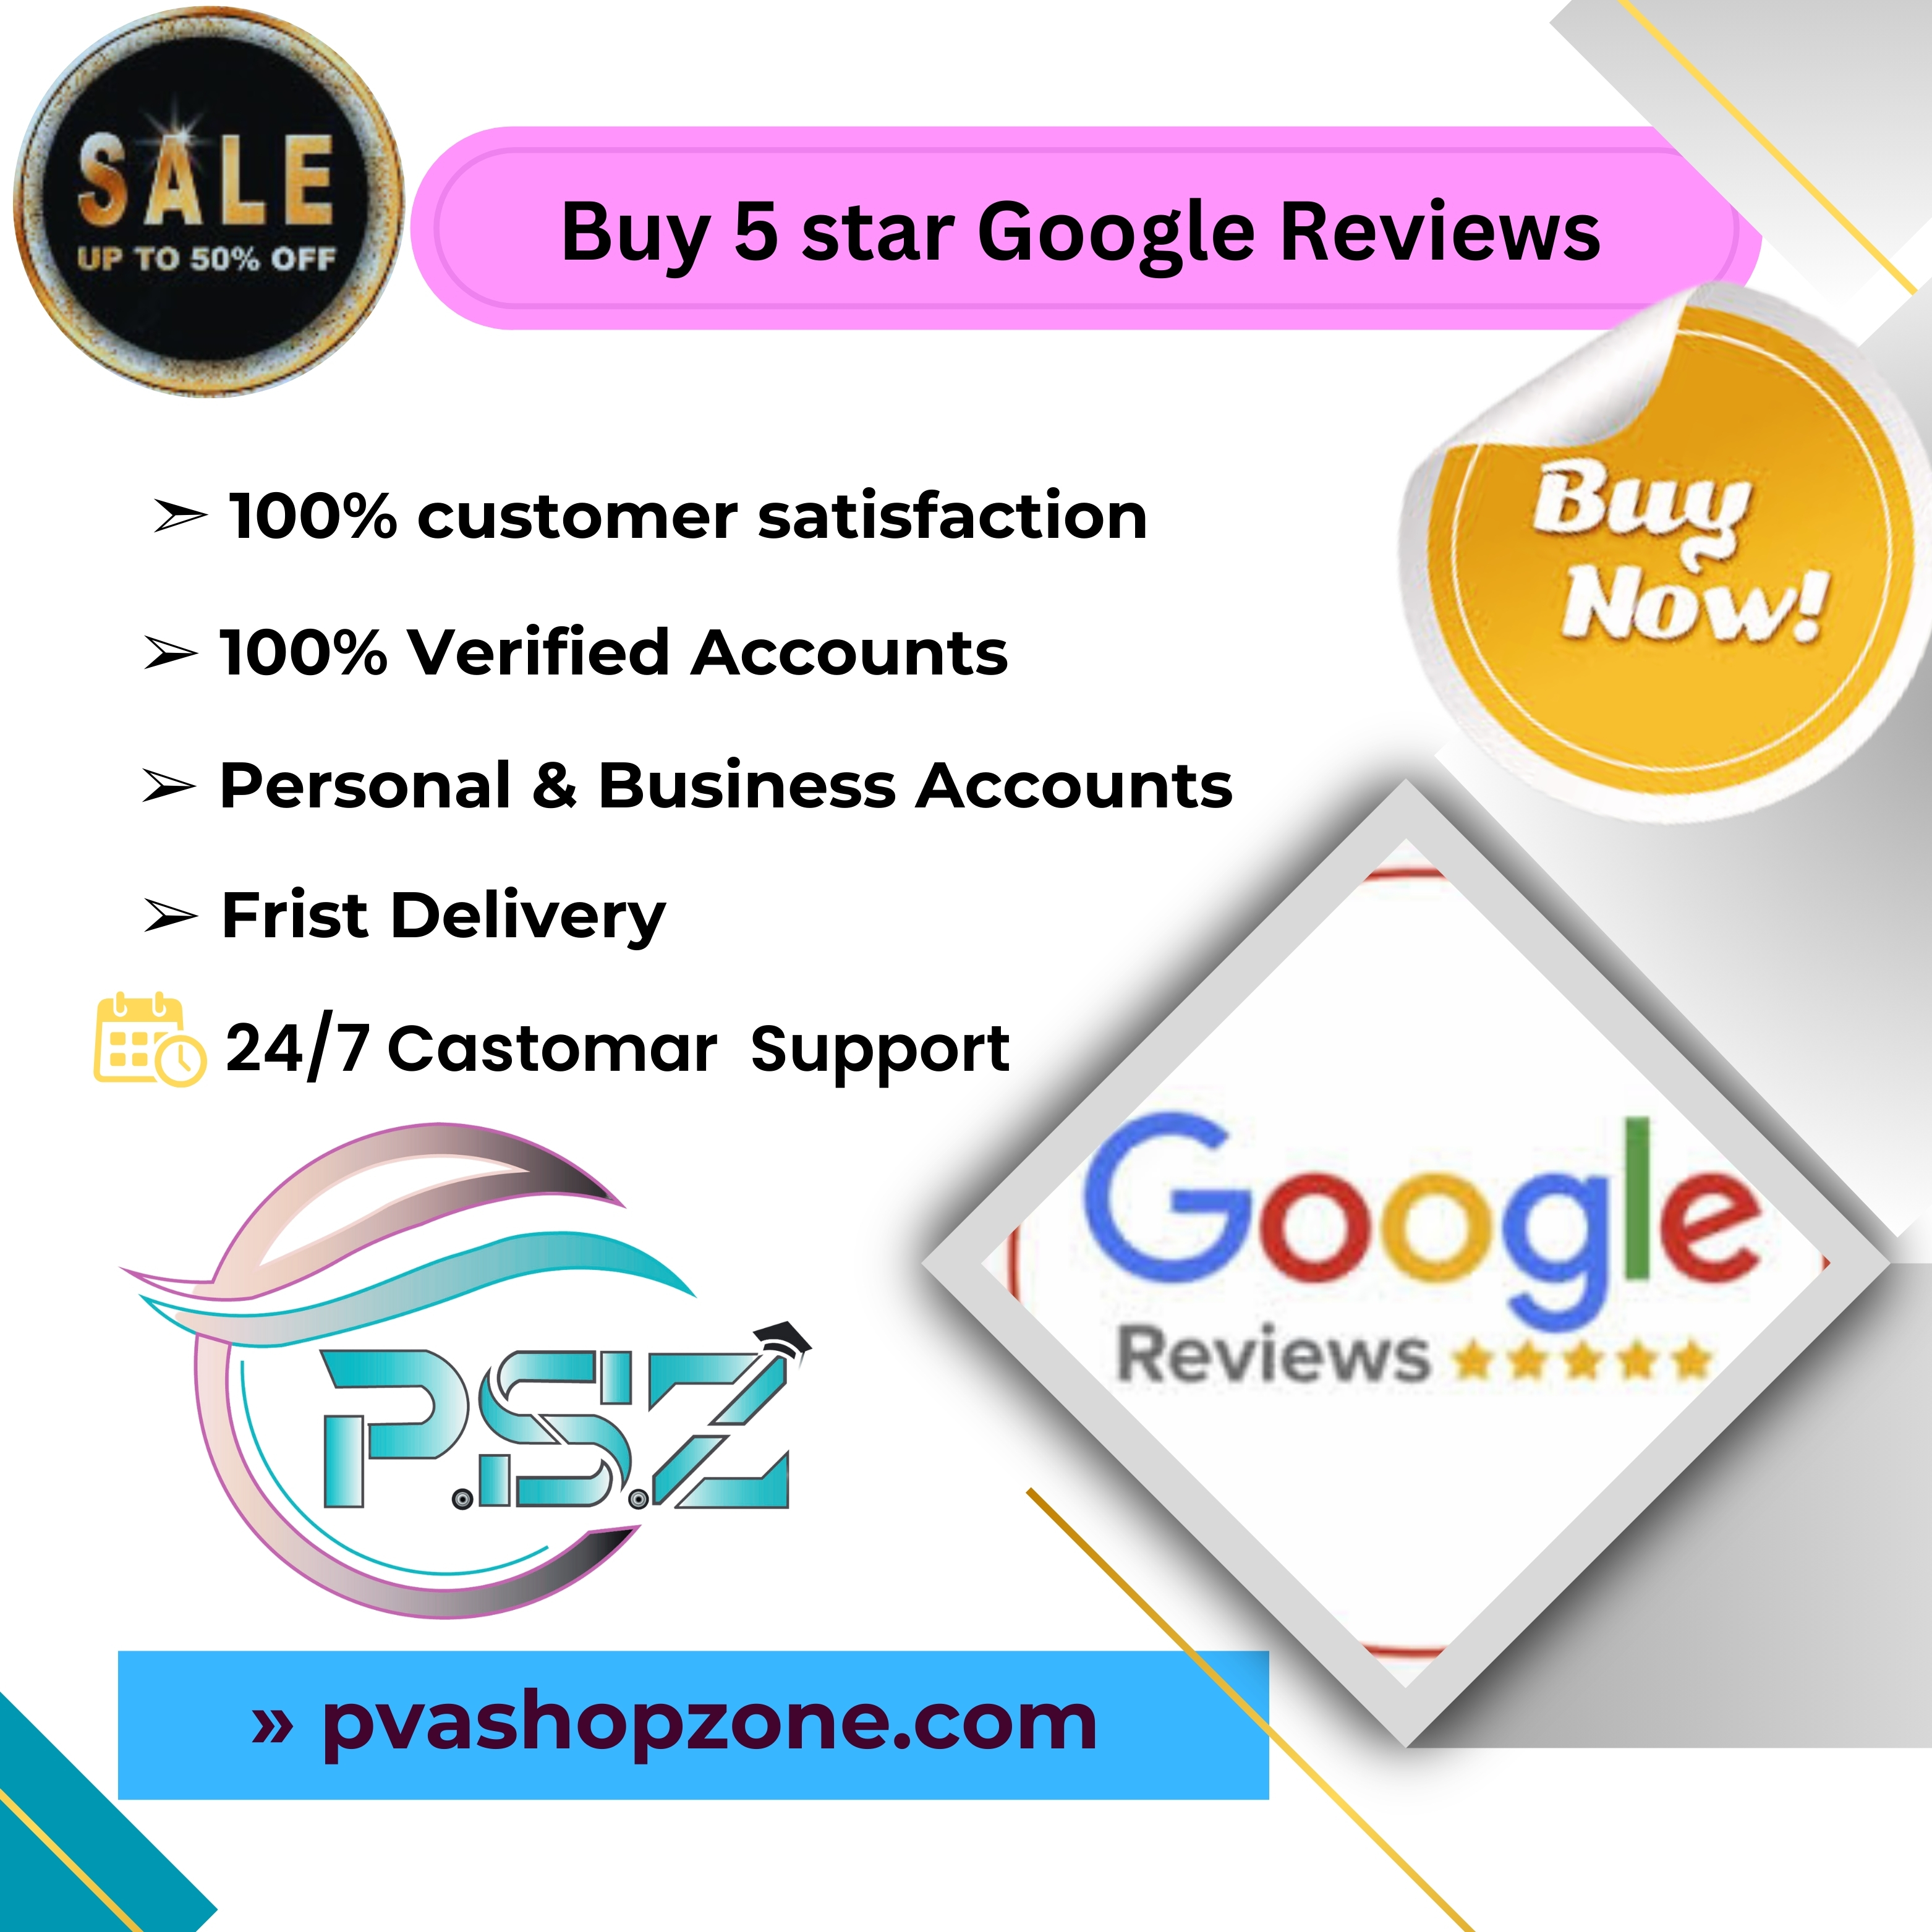 SALE
UP TO 50% OFF
Buy 5 star Google Reviews
Buy
Now!
➢ 100% customer satisfaction
➢ 100% Verified Accounts
➢ Personal & Business Accounts
➢ Frist Delivery
24/7 Castomar Support
Google
Reviews
P.S.Z
» pvashopzone.com